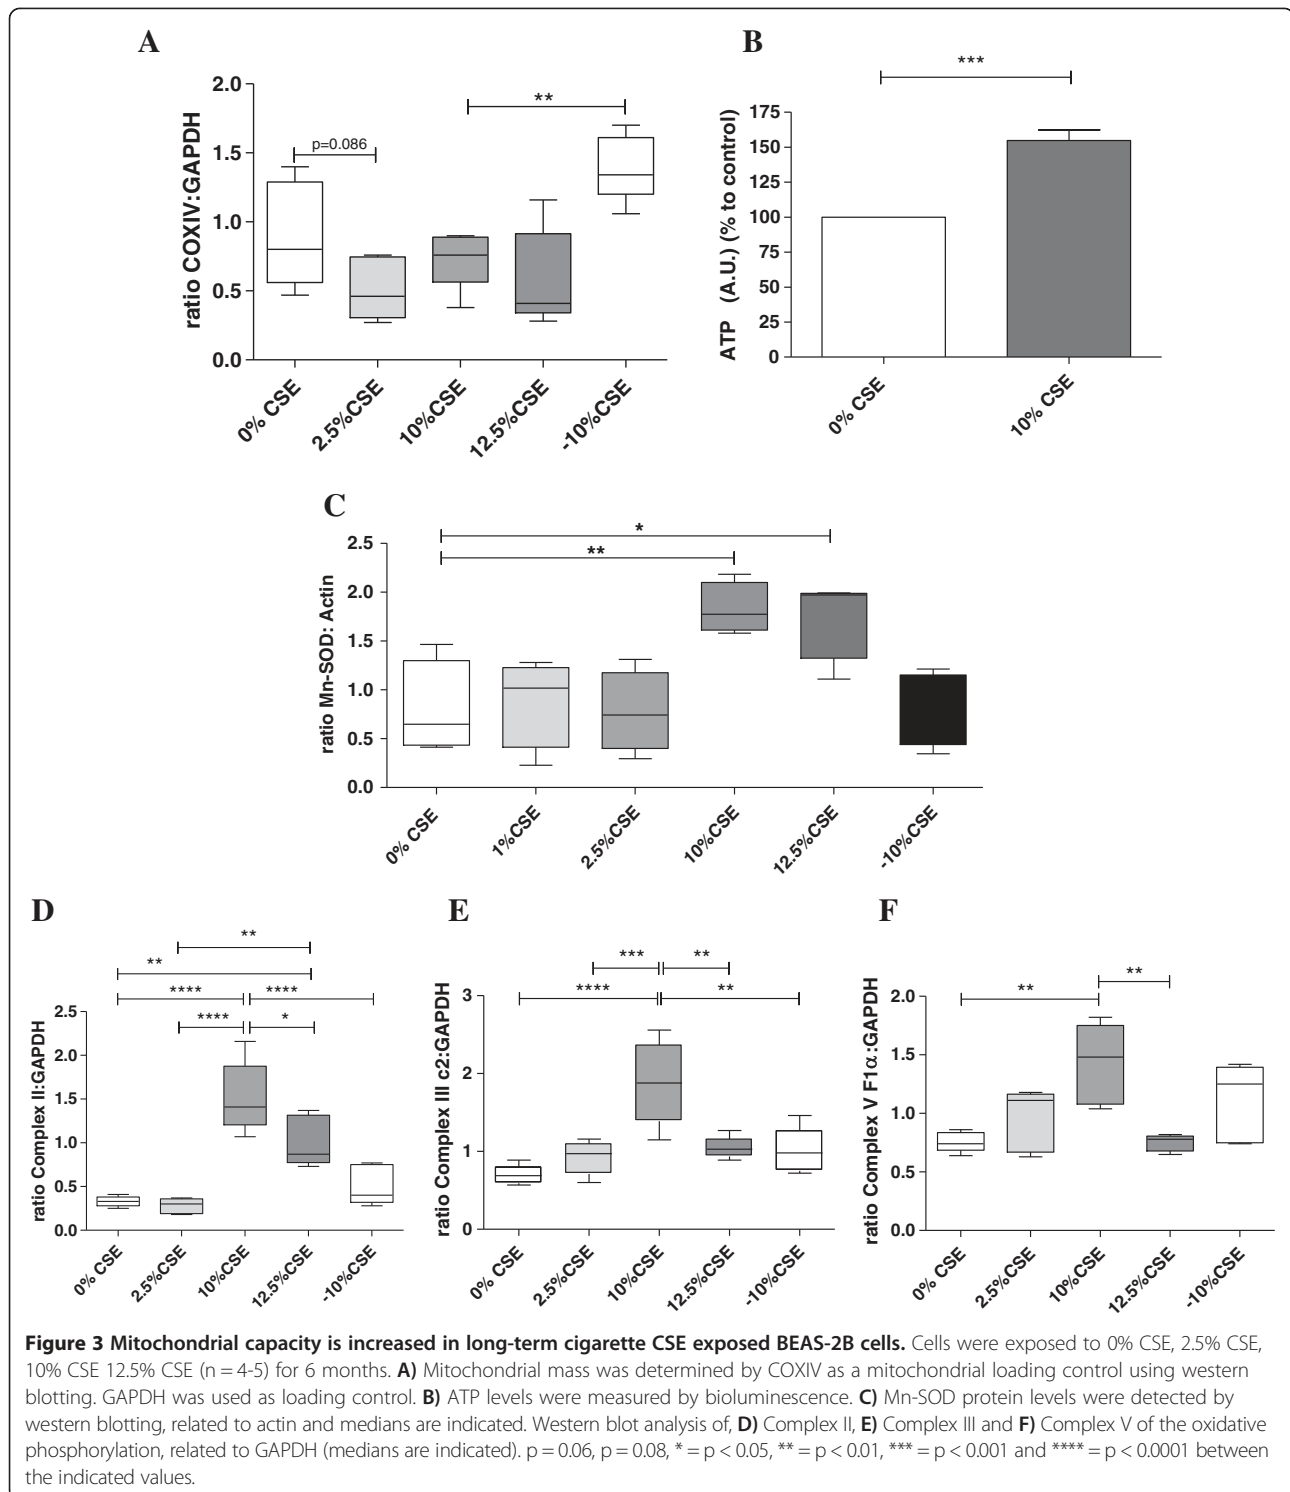 A
2.0
1.5
1.0
0.5
0.0
ratio COXIV:GAPDH
p=0.086
**
0% CSE
2.5%CSE
10%CSE
12.5%CSE
-10%CSE
B
***
175
150
125
100
75
50
25
0
ATP (A.U.) (% to control)
0% CSE
10% CSE
C
*
**
2.5
2.0
1.5
1.0
0.5
0.0
ratio Mn-SOD: Actin
0% CSE
1%CSE
2.5%CSE
10%CSE
12.5%CSE
-10%CSE
D
**
**
**** ****
**** *
2.5
2.0
1.5
1.0
0.5
0.0
ratio Complex II:GAPDH
0% CSE
2.5%CSE
10%CSE
12.5%CSE
-10%CSE
E
*** **
**** **
3
2
1
0
ratio Complex III c2:GAPDH
0% CSE
2.5%CSE
10%CSE
12.5%CSE
-10%CSE
F
**
**
2.0
1.5
1.0
0.5
0.0
ratio Complex V F1α:GAPDH
0% CSE
2.5%CSE
10%CSE
12.5%CSE
-10%CSE
Figure 3 Mitochondrial capacity is increased in long-term cigarette CSE exposed BEAS-2B cells. Cells were exposed to 0% CSE, 2.5% CSE,
10% CSE 12.5% CSE (n = 4-5) for 6 months. A) Mitochondrial mass was determined by COXIV as a mitochondrial loading control using western
blotting. GAPDH was used as loading control. B) ATP levels were measured by bioluminescence. C) Mn-SOD protein levels were detected by
western blotting, related to actin and medians are indicated. Western blot analysis of, D) Complex II, E) Complex III and F) Complex V of the oxidative
phosphorylation, related to GAPDH (medians are indicated). p = 0.06, p = 0.08, * = p < 0.05, ** = p < 0.01, *** = p < 0.001 and **** = p < 0.0001 between
the indicated values.